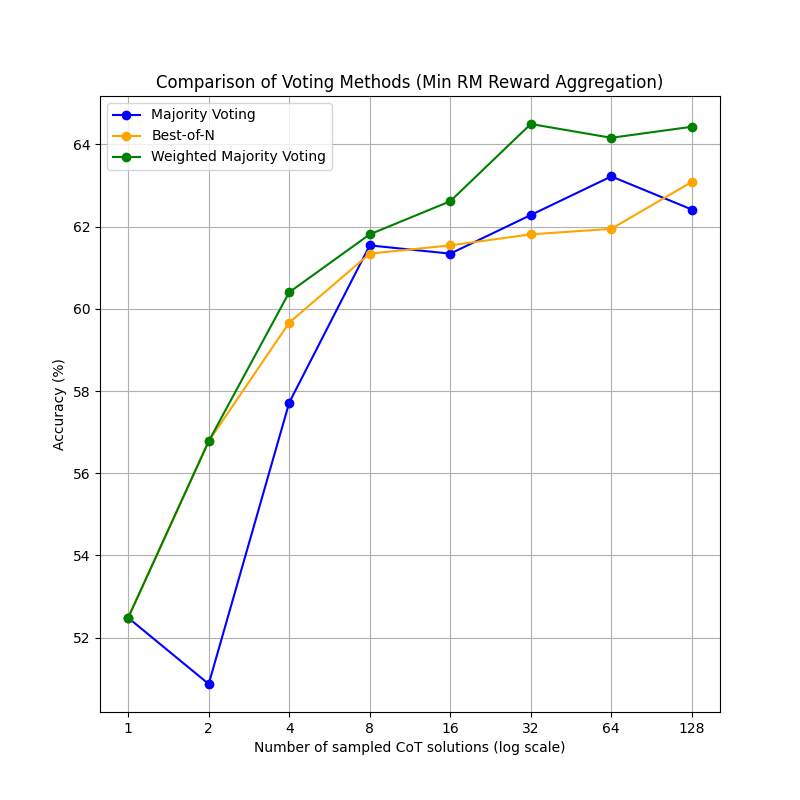 Comparison of Voting Methods (Min RM Reward Aggregation)
Majority Voting
Best-of-N
Weighted Majority Voting
Accuracy (%)
64
62
60
58
56
54
52
1 2 4 8 16 32 64 128
Number of sampled CoT solutions (log scale)